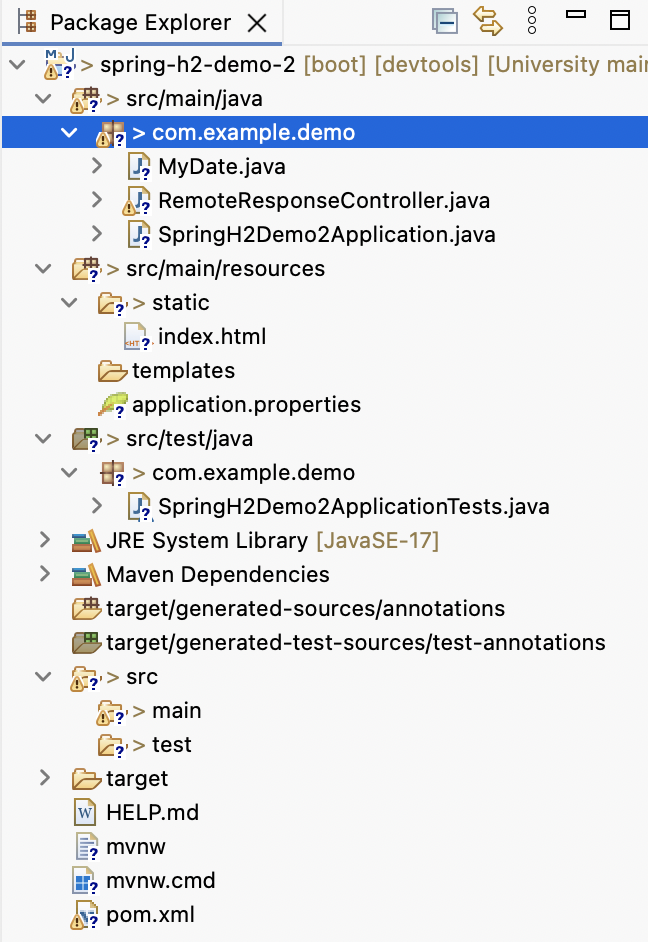 Package Explorer
> spring-h2-demo-2 [boot] [devtools] [University mai
> src/main/java
> com.example.demo
MyDate.java
RemoteResponseController.java
SpringH2Demo2Application.java
> src/main/resources
> static
index.html
templates
application.properties
> src/test/java
> com.example.demo
SpringH2Demo2ApplicationTests.java
JRE System Library [JavaSE-17]
Maven Dependencies
target/generated-sources/annotations
target/generated-test-sources/test-annotations
> src
> main
> test
target
HELP.md
mvnw
mvnw.cmd
pom.xml